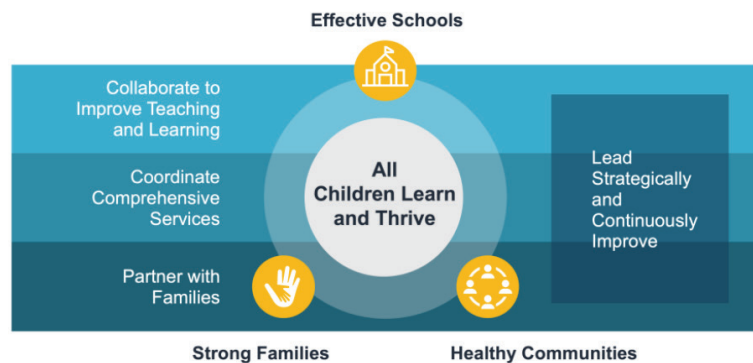 Effective Schools
Collaborate to
Improve Teaching
and Learning
Coordinate
Comprehensive
Services
Partner with
Families
All
Children Learn
and Thrive
Lead
Strategically
and
Continuously
Improve
Strong Families
Healthy Communities